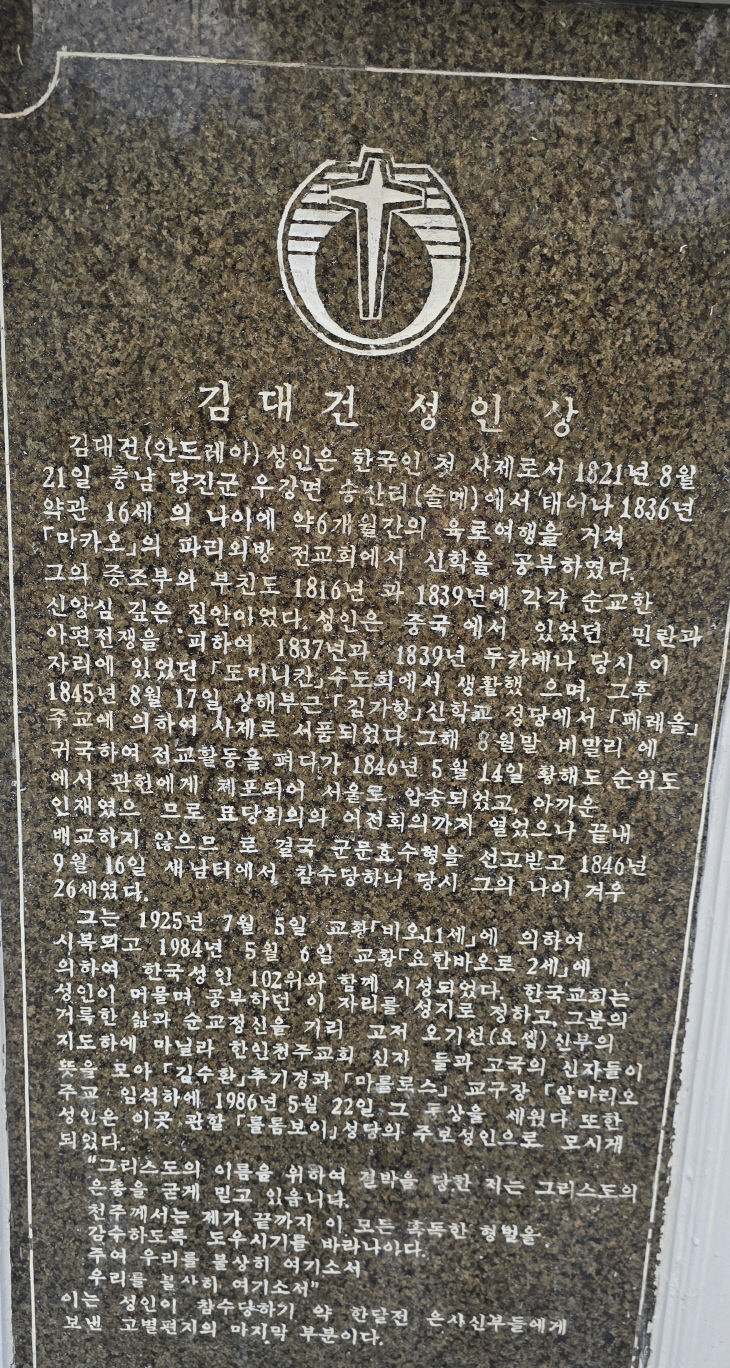 김대건 성인 상
김대건(안드레아) 성인은 한국인 첫 사제로서 1821년 8월
21일 충남 당진군 우강면 송산리(솔메)에서 태어나 1836년
약관 16세 의 나이에 약6개월간의 육로여행을 거쳐
「마카오」의 파리외방 전교회에서 신학을 공부하였다.
그의 증조부와 부친도 1816년 과 1839년에 각각 순교한
신앙심 깊은 집안이었다. 성인은 중국에서 있었던 민란과
아편전쟁을 피하여 1837년과 1839년 두차례나 당시 이
자리에 있었던 「도미니칸」수도회에서 생활했 으며, 그후
1845년 8월 17일 상해부근 「김가항」신학교 성당에서 「페레올」
주교에 의하여 사제로 서품되었다. 그해 8월말 비밀리 에
귀국하여 전교활동을 펴다가 1846년 5월 14일 황해도 순위도
에서 관헌에게 체포되어 서울로 압송되었고, 아까운
인재였으 므로 묘당회의와 어전회의까지 열었으나 끝내
배교하지 않으므 로 결국 군문효수형을 선고받고 1846년
9월 16일 새남터에서 참수당하니 당시 그의 나이 겨우
26세였다.
그는 1925년 7월 5일 교황「비오11세」에 의하여
시복되고 1984년 5월 6일 교황「요한바오로 2세」에
의하여 한국성인 102위와 함께 시성되었다. 한국교회는
성인이 머물며 공부하던 이 자리를 성지로 정하고, 그분의
거룩한 삶과 순교정신을 기리 고저 오기선(요셉)신부의
지도하에 마닐라 한인천주교회 신자 들과 고국의 신자들이
뜻을 모아 「김수환」추기경과 「마롤로스」 교구장 「알마리오
주교 입석하에 1986년 5월 22일 그 상을 세웠다 또한
성인은 이곳 관할 「롤롬보이」성당의 주보성인으로 모시게
되었다.
"그리스도의 이름을 위하여 결박을 당한 저는 그리스도의
은총을 굳게 믿고 있읍니다.
천주께서는 제가 끝까지 이 모든 혹독한 형벌을
감수하도록 도우시기를 바라나이다.
주여 우리를 불상히 여기소서
우리를 불사히 여기소서"
이는 성인이 참수당하기 약 한달전 은사신부들에게
보낸 고별편지의 마지막 부분이다.